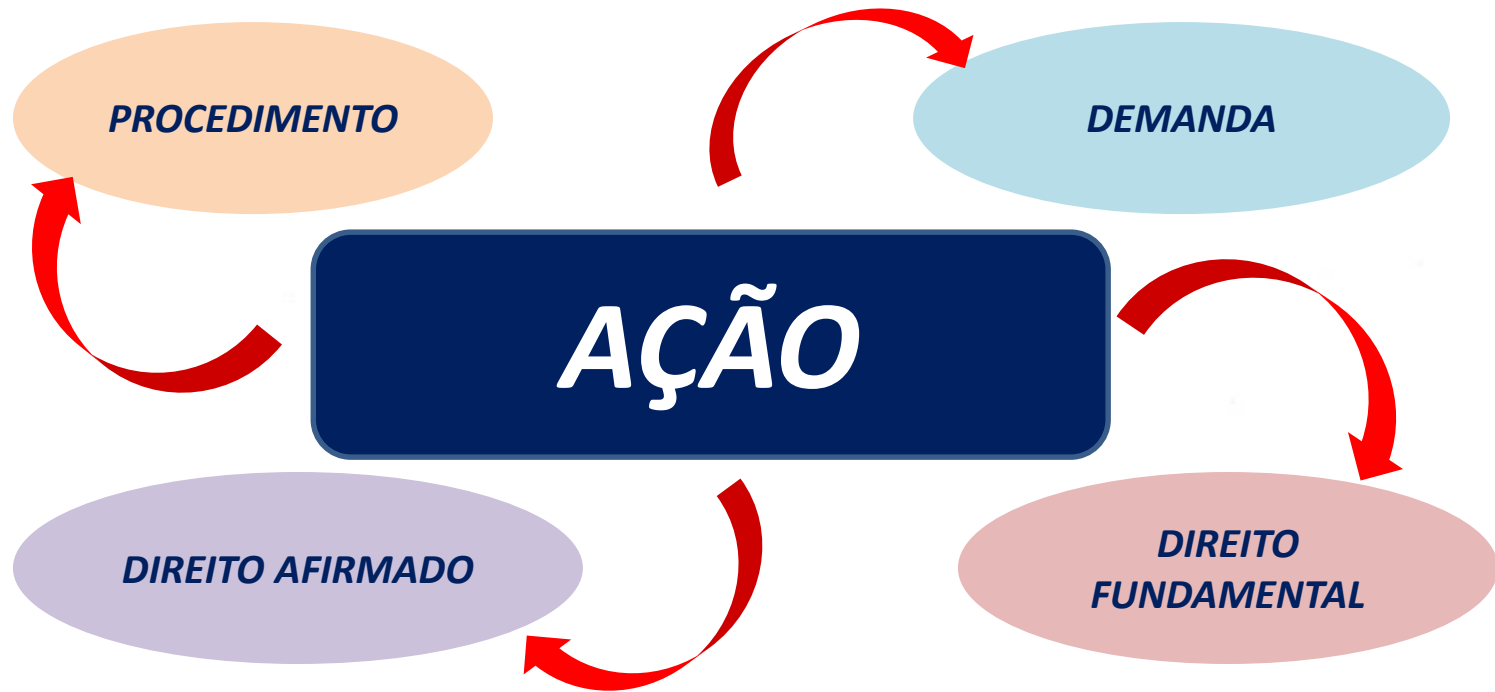 PROCEDIMENTO
DEMANDA
AÇÃO
DIREITO AFIRMADO
DIREITO
FUNDAMENTAL